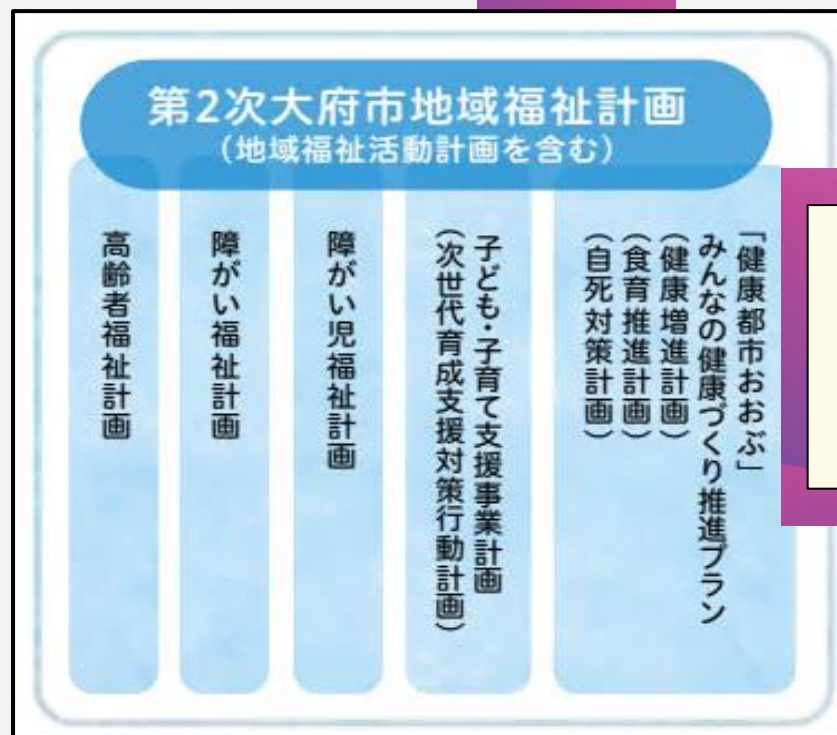 第2次大府市地域福祉計画
（地域福祉活動計画を含む）
「健康都市おおぶ」
みんなの健康づくり推進プラン
（健康増進計画）
（食育推進計画）
（自死対策計画）
子ども・子育て支援事業計画
（次世代育成支援対策行動計画）
障がい児福祉計画
障がい福祉計画
高齢者福祉計画